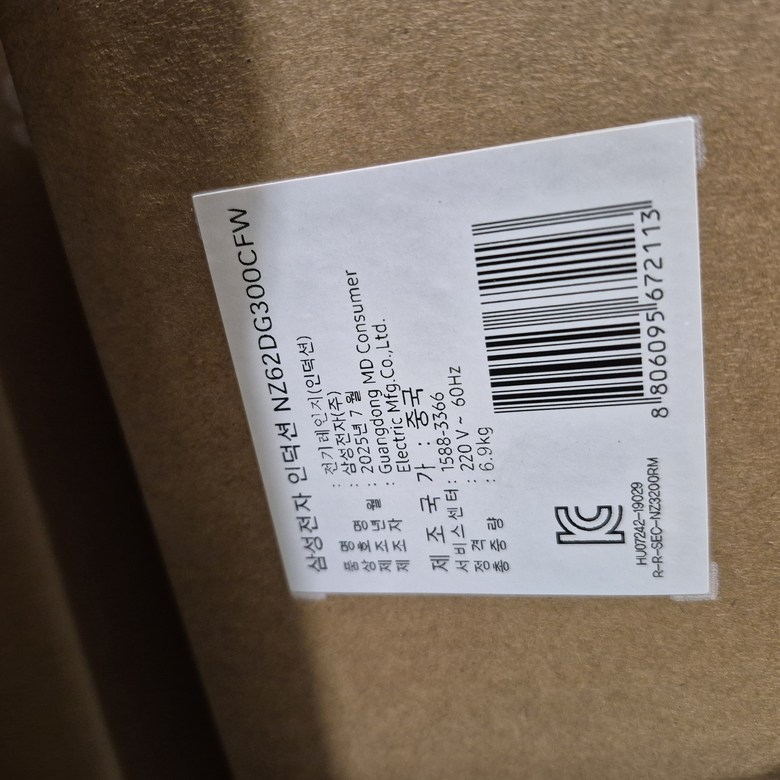 삼성전자 인덕션 NZ62DG300CFW
품 명 : 전기레인지(인덕션)
상 호 명 : 삼성전자(주)
제조년월 : 2025년 7 월
제 조 자 : Guangdong MD Consumer
Electric Mfg.Co.,Ltd.
제 조 국 가 : 중국
서비스센터 : 1588-3366
정 격 : 220 V ~ 60Hz
총 중 량 : 6.9kg
8 806095 672113
HU07242-19029
R-R-SEC-NZ3200RM